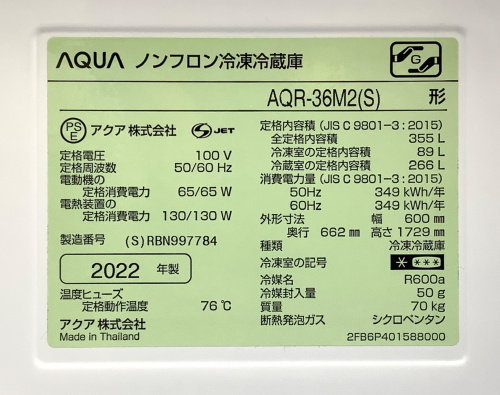 AQUA ノンフロン冷凍冷蔵庫
G
AQR-36M2(S) 形
PS
E
アクア株式会社
S JET
定格電圧 100 V
定格周波数 50/60 Hz
電動機の
定格消費電力 65/65 W
電熱装置の
定格消費電力 130/130 W
製造番号 (S)RBN997784
2022 年製
温度ヒューズ
定格動作温度 76 ℃
アクア株式会社
Made in Thailand
定格内容積 (JIS C 9801-3 : 2015)
全定格内容積 355 L
冷凍室の定格内容積 89 L
冷蔵室の定格内容積 266 L
消費電力量 (JIS C 9801-3 : 2015)
50Hz 349 kWh/年
60Hz 349 kWh/年
外形寸法 幅 600 mm
奥行 662 mm 高さ 1729 mm
種類 冷凍冷蔵庫
冷凍室の記号 * ***
冷媒名 R600a
冷媒封入量 50 g
質量 70 kg
断熱発泡ガス シクロペンタン
2FB6P401588000